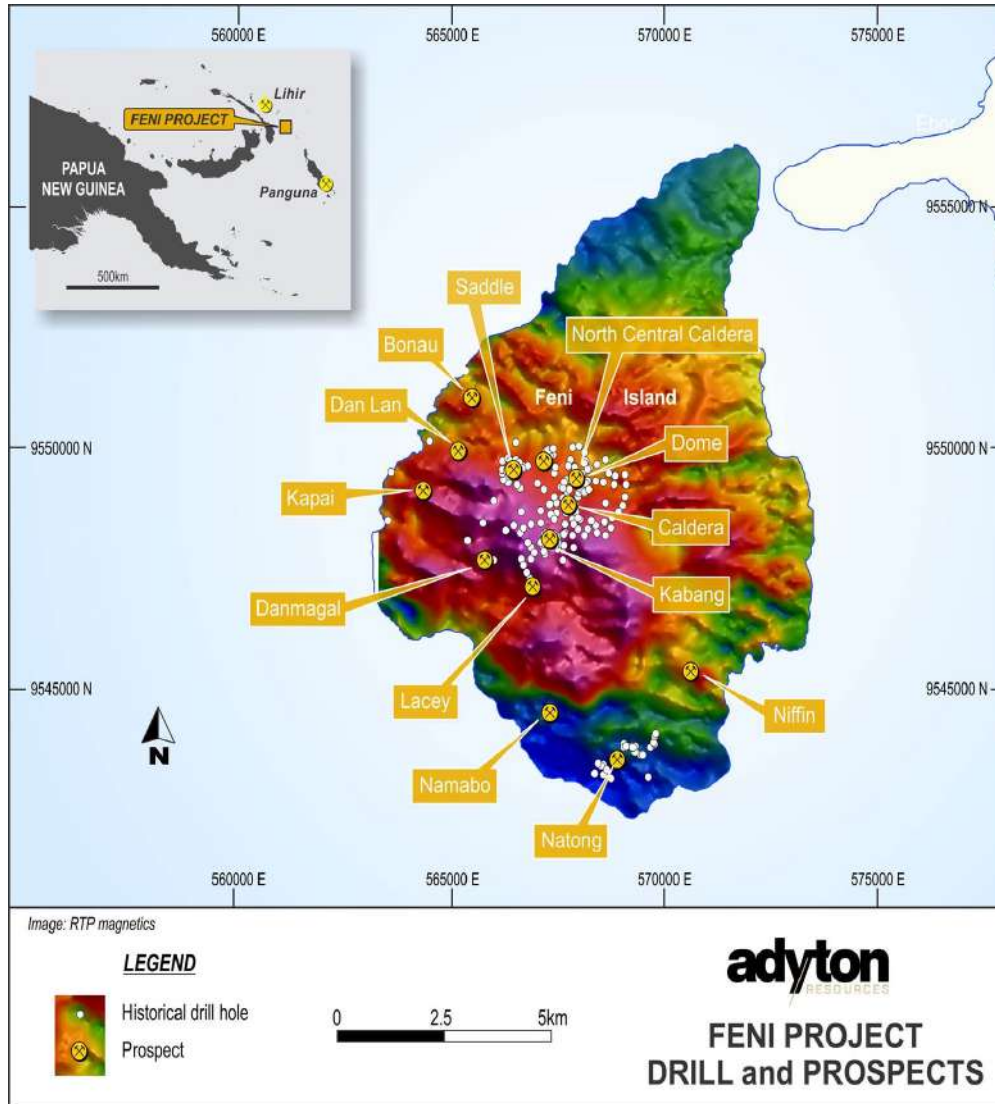 560000 E
565000 E
570000 E
575000 E
Lihir
FENI PROJECT
PAPUA
NEW GUINEA
Panguna
500km
Ebor
9555000 N
9555000 N
Saddle
North Central Caldera
Bonau
Feni Island
Dan Lan
9550000 N
9550000 N
Dome
Kapai
Caldera
Kabang
Danmagal
Lacey
9545000 N
9545000 N
Niffin
N
Namabo
Natong
560000 E
565000 E
570000 E
575000 E
Image: RTP magnetics
LEGEND
Historical drill hole
Prospect
0
2.5
5km
adyton
RESOURCES
FENI PROJECT
DRILL and PROSPECTS